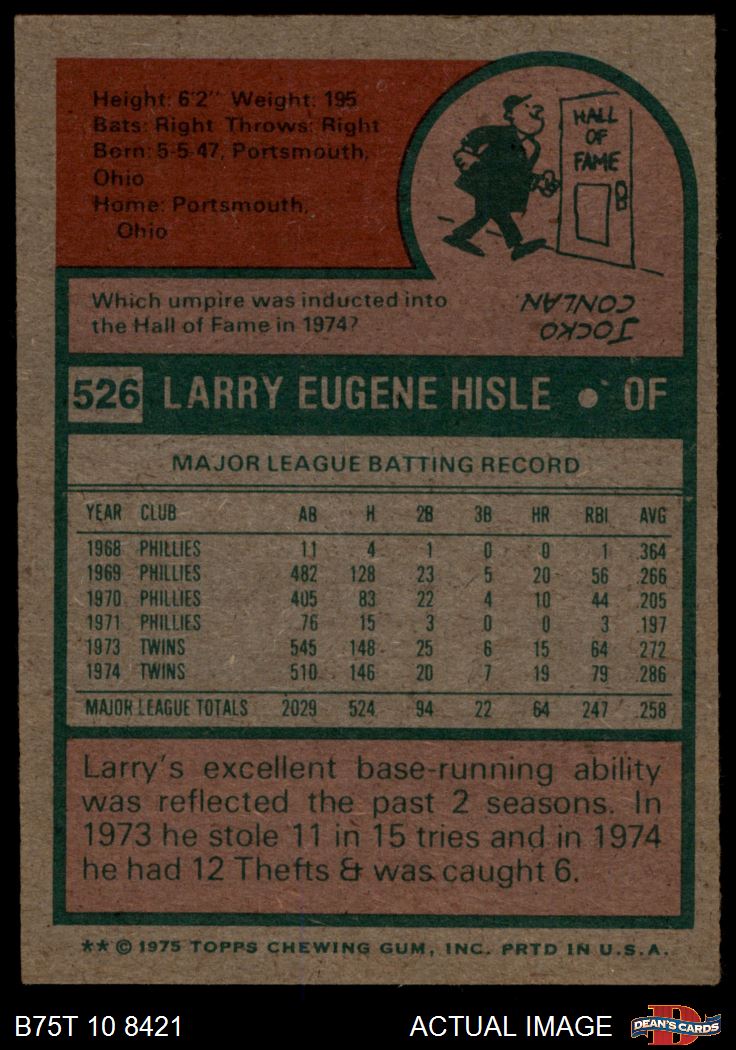 Height: 6'2" Weight: 195
Bats: Right Throws: Right
Born: 5-5-47, Portsmouth,
Ohio
Home: Portsmouth,
Ohio
HALL
OF
FAME
Which umpire was inducted into
the Hall of Fame in 1974?
JOCKO
CONLAN.
526 LARRY EUGENE HISLE • OF
MAJOR LEAGUE BATTING RECORD
YEAR CLUB AB H 2B 3B HR RBI AVG
1968 PHILLIES 11 4 1 0 0 1 .364
1969 PHILLIES 482 128 23 5 20 56 .266
1970 PHILLIES 405 83 22 4 10 44 .205
1971 PHILLIES 76 15 3 0 0 3 .197
1973 TWINS 545 148 25 6 15 64 .272
1974 TWINS 510 146 20 7 19 79 .286
MAJOR LEAGUE TOTALS 2029 524 94 22 64 247 .258
Larry's excellent base-running ability
was reflected the past 2 seasons. In
1973 he stole 11 in 15 tries and in 1974
he had 12 Thefts & was caught 6.
** © 1975 TOPPS CHEWING GUM, INC. PRTD IN U.S.A.
B75T 10 8421 ACTUAL IMAGE D DEAN'S CARDS